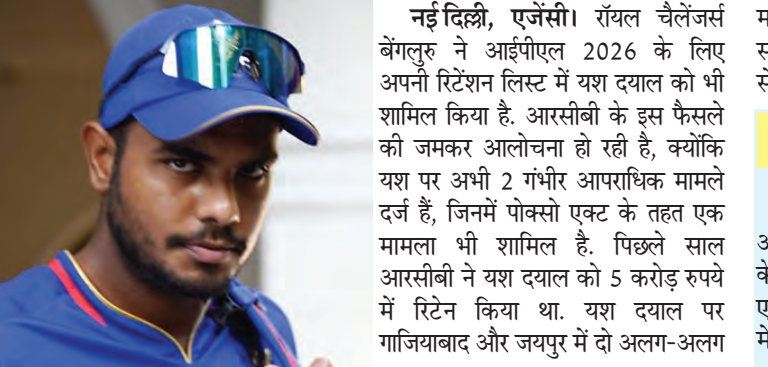 नई दिल्ली, एजेंसी। रॉयल चैलेंजर्स
बेंगलुरु ने आईपीएल 2026 के लिए
अपनी रिटेंशन लिस्ट में यश दयाल को भी
शामिल किया है. आरसीबी के इस फैसले
की जमकर आलोचना हो रही है, क्योंकि
यश पर अभी 2 गंभीर आपराधिक मामले
दर्ज हैं, जिनमें पोक्सो एक्ट के तहत एक
मामला भी शामिल है. पिछले साल
आरसीबी ने यश दयाल को 5 करोड़ रुपये
में रिटेन किया था. यश दयाल पर
गाजियाबाद और जयपुर में दो अलग-अलग